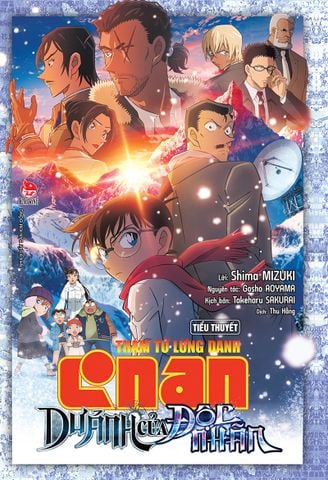 Lời: Shima MIZUKI
Nguyên tác: Gosho AOYAMA
Kịch bản: Takeharu SAKURAI
Dịch: Thu Hằng
TIỂU THUYẾT
THÁM TỬ LỪNG DANH
CONAN
DƯ ẢNH CỦA ĐỘC NHÃN